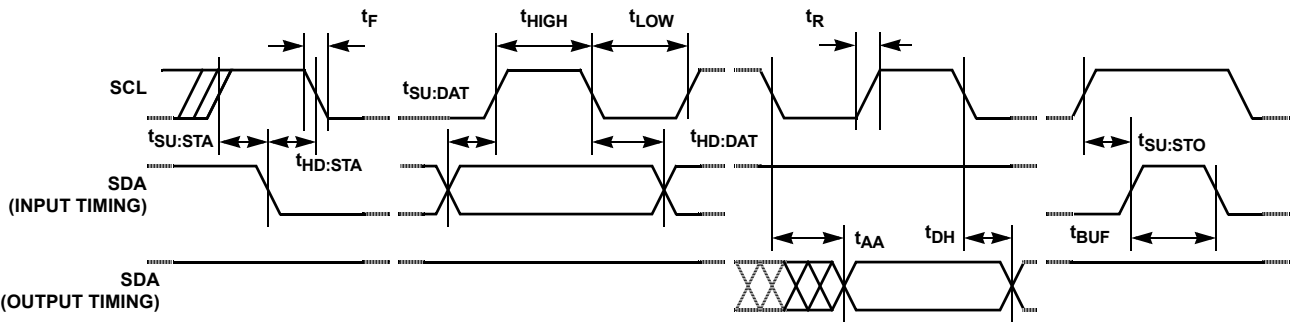 tF
tHIGH
tLOW
tR
SCL
tSU:DAT
tSU:STA
tHD:STA
tHD:DAT
tSU:STO
SDA
(INPUT TIMING)
tAA
tDH
tBUF
SDA
(OUTPUT TIMING)